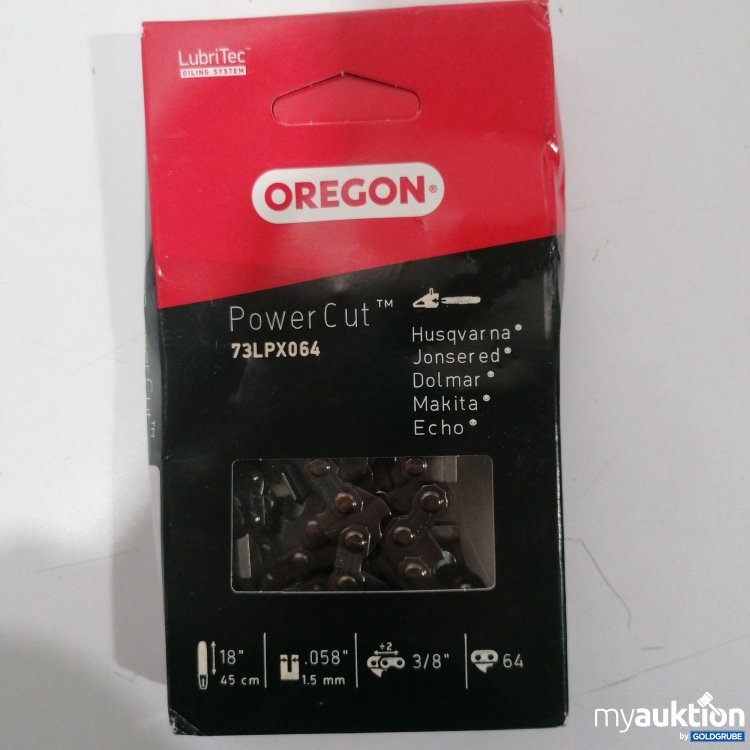 LubriTec™
OILING SYSTEM
OREGON®
PowerCut™
73LPX064
Husqvarna®
Jonsered®
Dolmar®
Makita®
Echo®
18"
45 cm
.058"
1.5 mm
÷2
3/8"
64
myauktion
by GOLDGRUBE